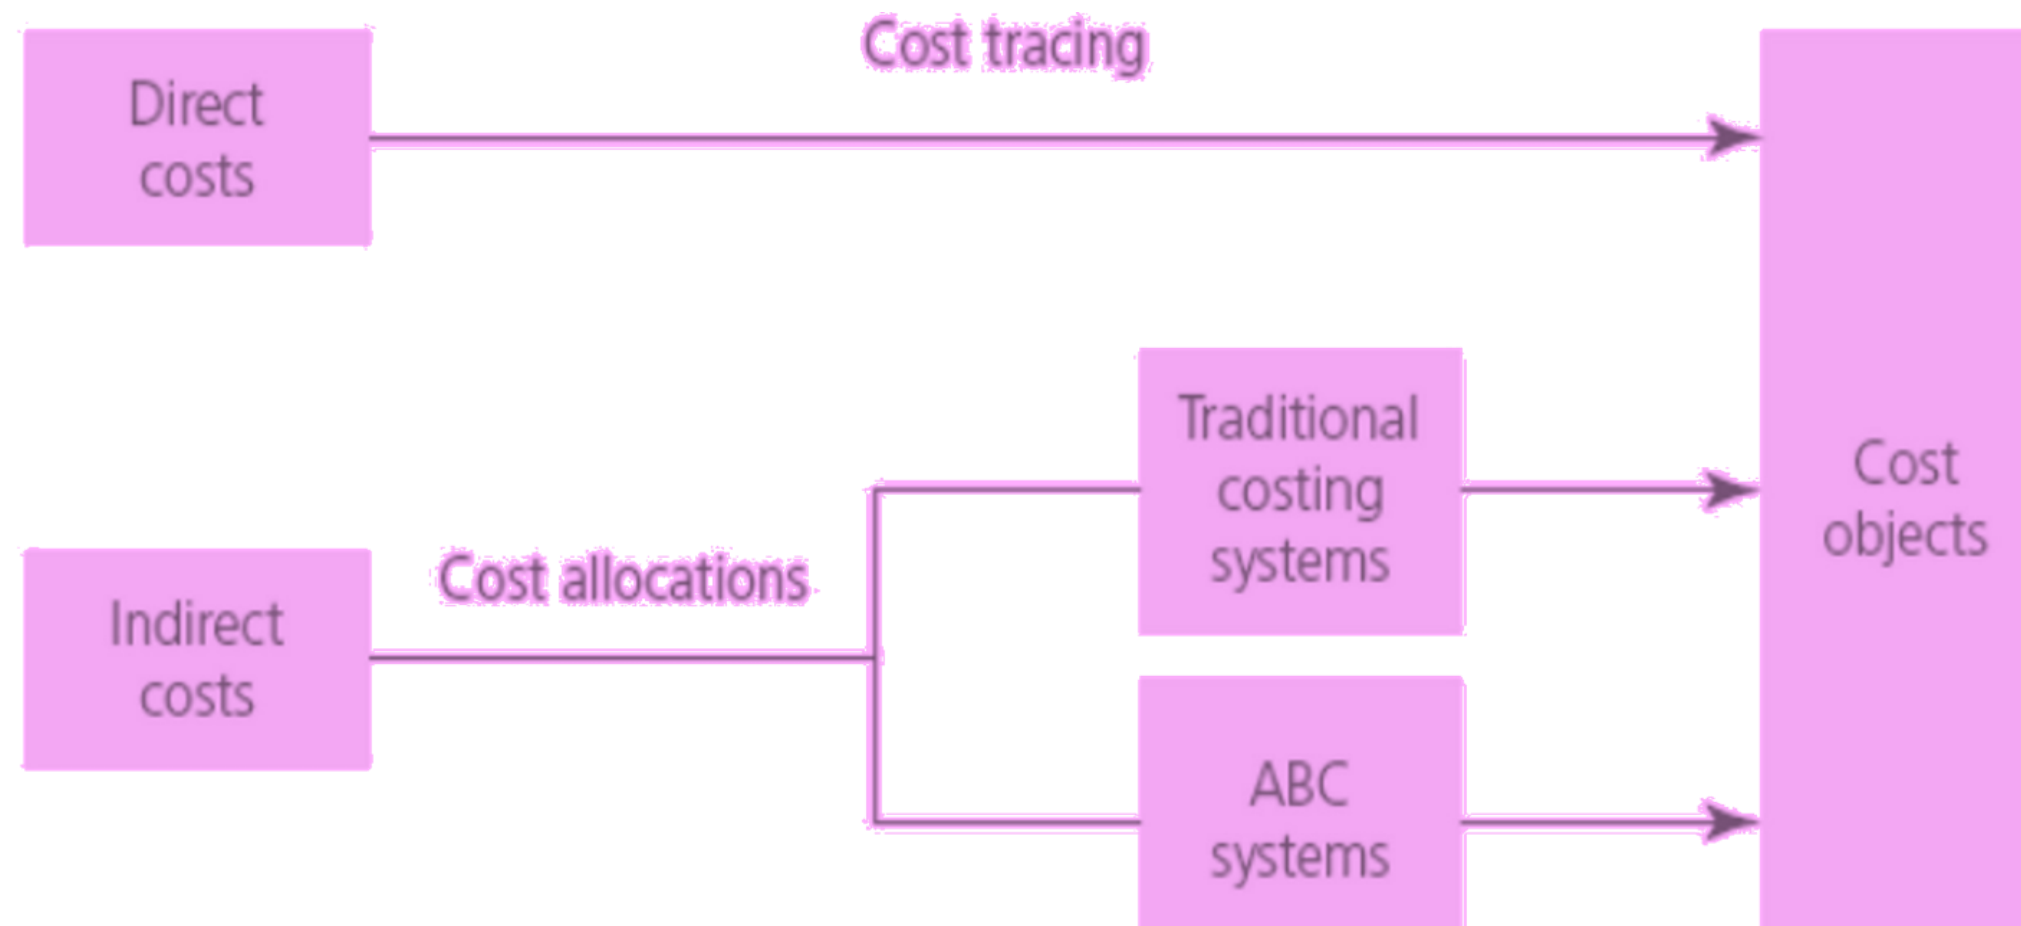 Cost tracing
Direct
costs
Traditional
costing
systems
Cost
objects
Cost allocations
Indirect
costs
ABC
systems